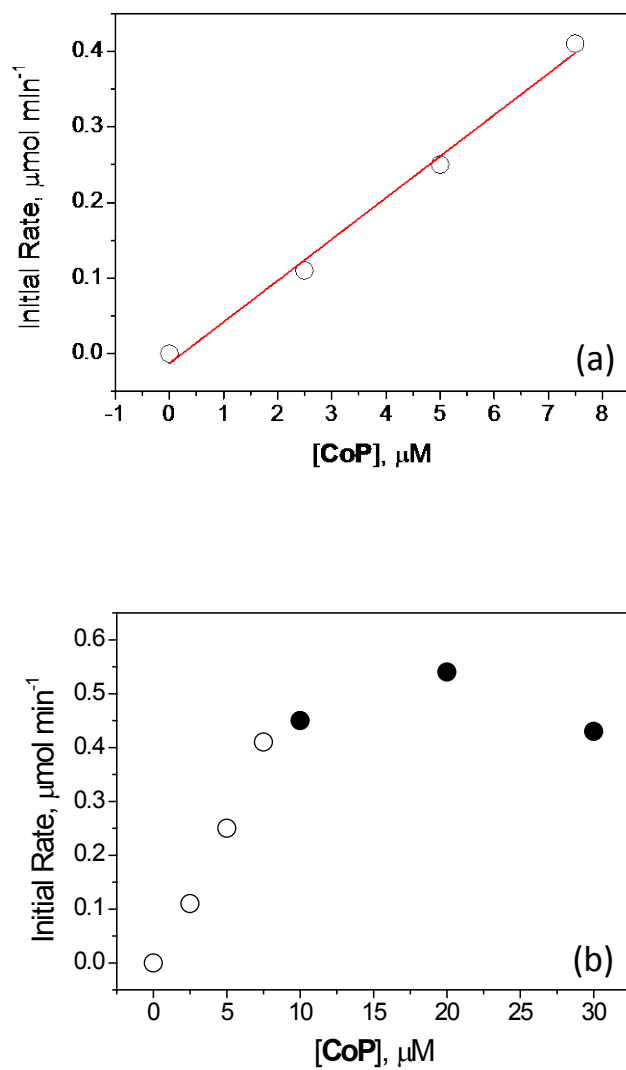 0.4
0.3
0.2
0.1
0.0
Initial Rate, μmol min⁻¹
(a)
-1 0 1 2 3 4 5 6 7 8
[CoP], μM
0.6
0.5
0.4
0.3
0.2
0.1
0.0
Initial Rate, μmol min⁻¹
(b)
0 5 10 15 20 25 30
[CoP], μM